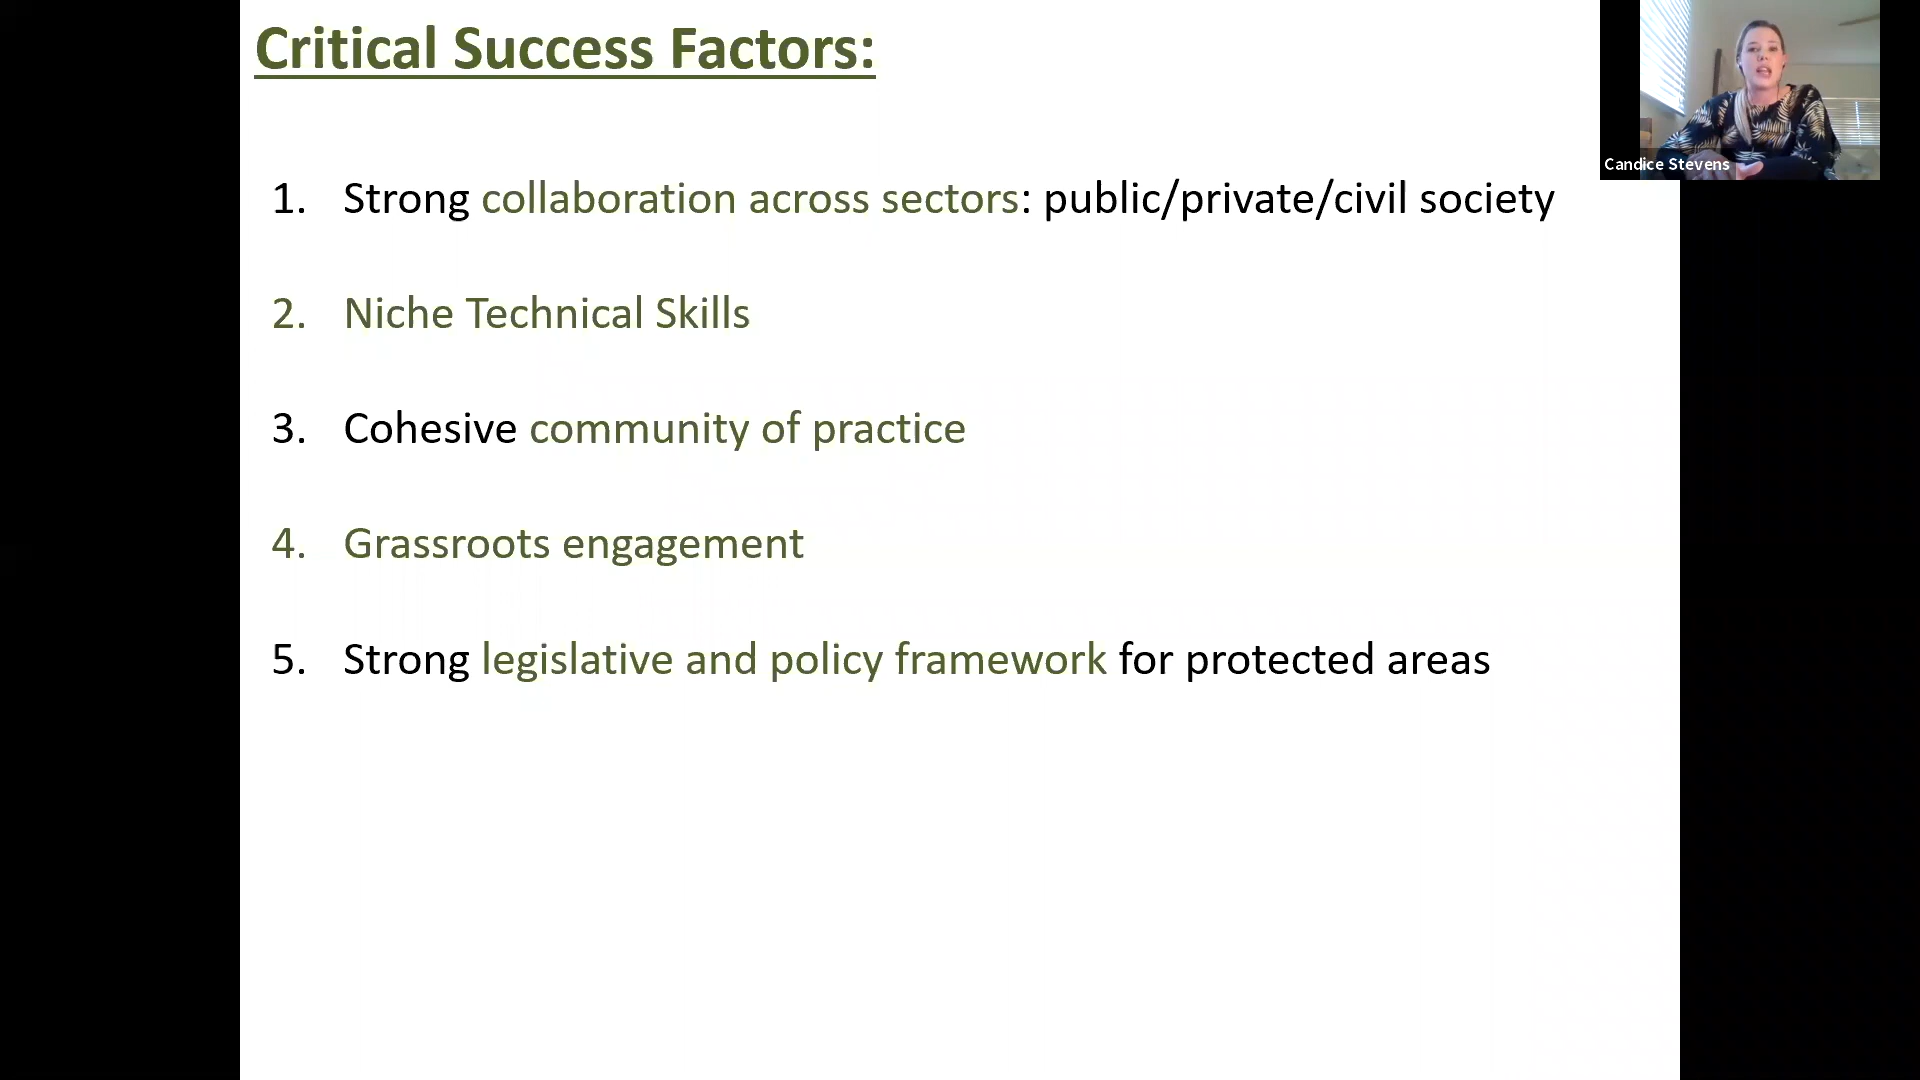 Critical Success Factors:
Candice Stevens
1. Strong collaboration across sectors: public/private/civil society
2. Niche Technical Skills
3. Cohesive community of practice
4. Grassroots engagement
5. Strong legislative and policy framework for protected areas